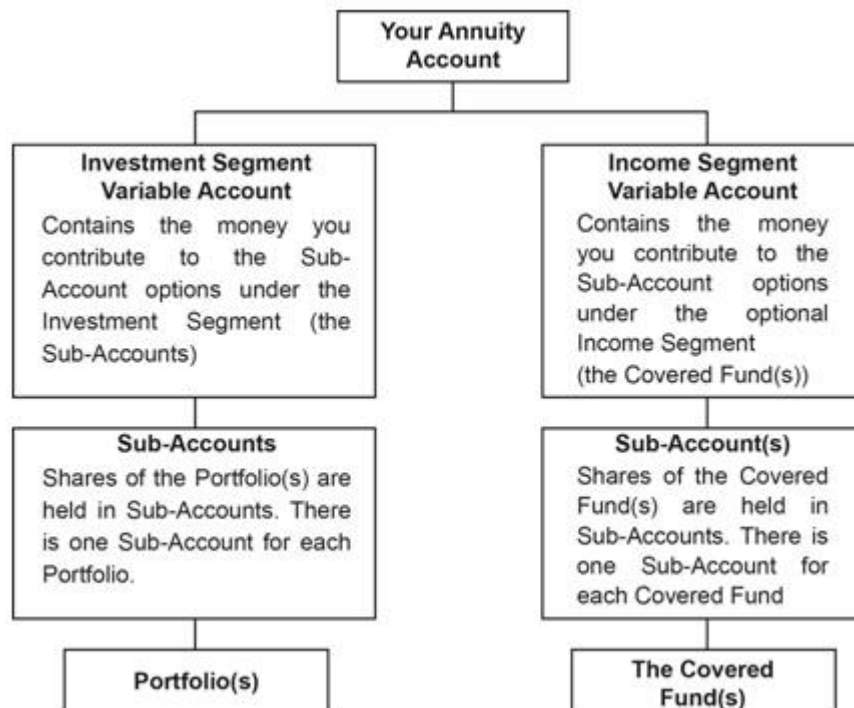 Your Annuity
Account
Investment Segment
Variable Account
Contains the money you
contribute to the Sub-
Account options under the
Investment Segment (the
Sub-Accounts)
Income Segment
Variable Account
Contains the money
you contribute to the
Sub-Account options
under the optional
Income Segment
(the Covered Fund(s))
Sub-Accounts
Shares of the Portfolio(s) are
held in Sub-Accounts. There
is one Sub-Account for each
Portfolio.
Sub-Account(s)
Shares of the Covered
Fund(s) are held in
Sub-Accounts. There is
one Sub-Account for
each Covered Fund
Portfolio(s)
The Covered
Fund(s)